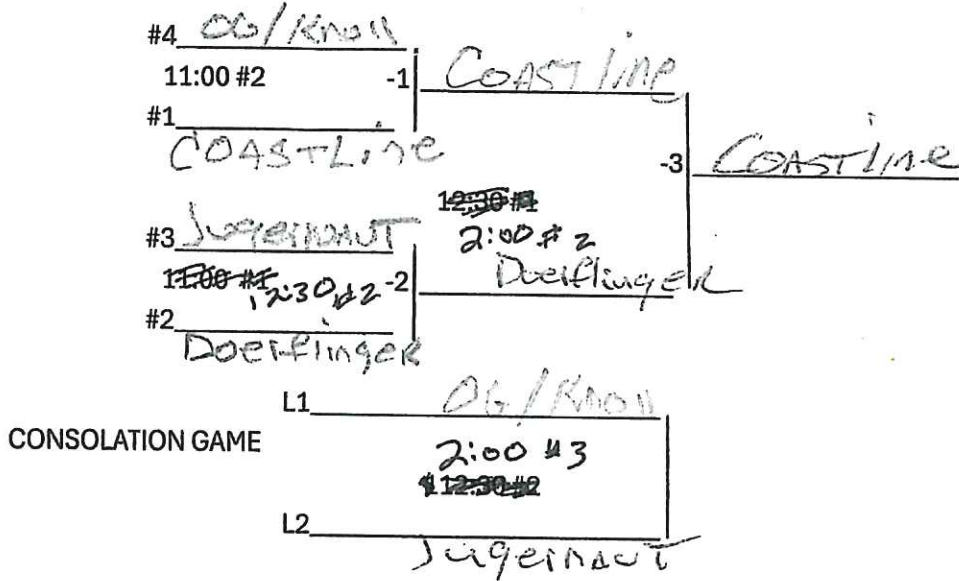 #4 OG/Knoll
11:00 #2 -1 Coastline
#1
COASTLine
-3 Coastline
12:30 #1
#3 Jugernaut 2:00 # 2
11:00 #1 12:30 #2 -2 Doerflinger
#2
Doerflinger
L1 OG/Knoll
CONSOLATION GAME 2:00 #3
12:30 #2
L2
Jugernaut